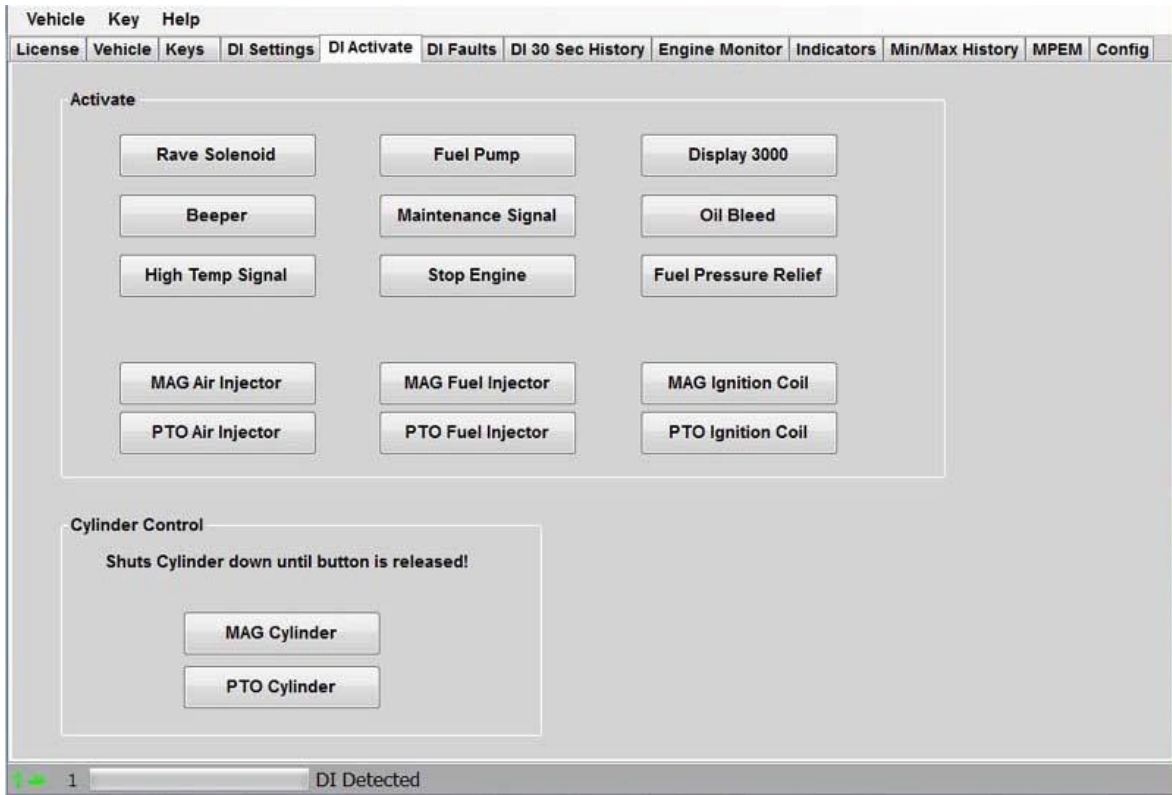 Vehicle Key Help
License Vehicle Keys DI Settings DI Activate DI Faults DI 30 Sec History Engine Monitor Indicators Min/Max History MPEM Config
Activate
Rave Solenoid Fuel Pump Display 3000
Beeper Maintenance Signal Oil Bleed
High Temp Signal Stop Engine Fuel Pressure Relief
MAG Air Injector MAG Fuel Injector MAG Ignition Coil
PTO Air Injector PTO Fuel Injector PTO Ignition Coil
Cylinder Control
Shuts Cylinder down until button is released!
MAG Cylinder
PTO Cylinder
1 DI Detected